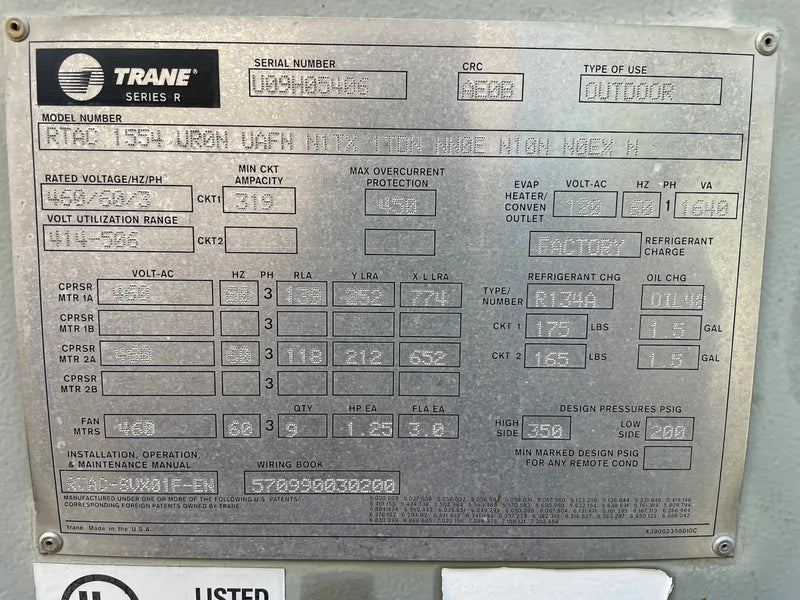 TRANE®
SERIES R
SERIAL NUMBER U09H05406
CRC AE0B
TYPE OF USE OUTDOOR
MODEL NUMBER
RTAC 1554 UR0N UAFN N1TX 1TDN NN0E N10N N0EX N
RATED VOLTAGE/HZ/PH 460/60/3
MIN CKT AMPACITY CKT1 319
MAX OVERCURRENT PROTECTION 450
EVAP HEATER/CONVEN OUTLET VOLT-AC 120 HZ 60 PH 1 VA 1640
VOLT UTILIZATION RANGE 414-506
CKT2
FACTORY REFRIGERANT CHARGE
VOLT-AC HZ PH RLA Y LRA X-L LRA
CPRSR MTR 1A 460 60 3 139 252 774
CPRSR MTR 1B 3
CPRSR MTR 2A 460 60 3 118 212 652
CPRSR MTR 2B 3
REFRIGERANT CHG OIL CHG
TYPE/NUMBER R134A OIL48
CKT 1 175 LBS 1.5 GAL
CKT 2 165 LBS 1.5 GAL
QTY HP EA FLA EA
FAN MTRS 460 60 3 9 1.25 3.0
DESIGN PRESSURES PSIG
HIGH SIDE 350 LOW SIDE 200
MIN MARKED DESIGN PSIG
FOR ANY REMOTE COND
INSTALLATION, OPERATION,
& MAINTENANCE MANUAL
RTAC-SVX01F-EN
WIRING BOOK
570990030200
MANUFACTURED UNDER ONE OR MORE OF THE FOLLOWING U.S. PATENTS
CORRESPONDING FOREIGN PATENTS OWNED BY-TRANE
Trane Made in the U.S.A.
X39002358010C
LISTED